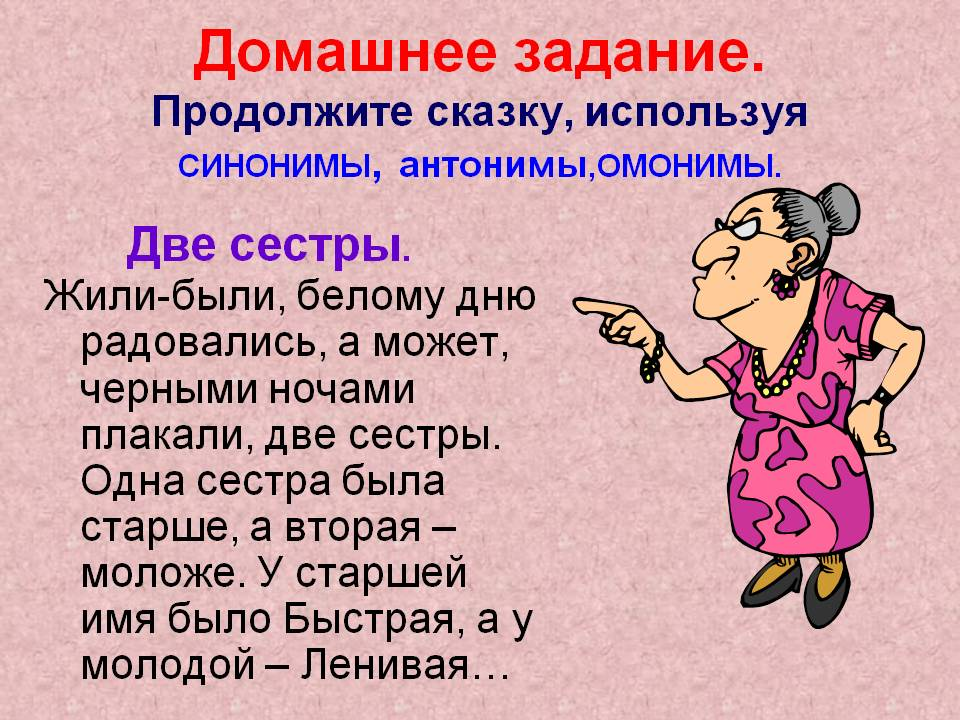 Домашнее задание.
Продолжите сказку, используя
СИНОНИМЫ, антонимы,ОМОНИМЫ.
Две сестры.
Жили-были, белому дню
радовались, а может,
черными ночами
плакали, две сестры.
Одна сестра была
старше, а вторая –
моложе. У старшей
имя было Быстрая, а у
молодой – Ленивая…